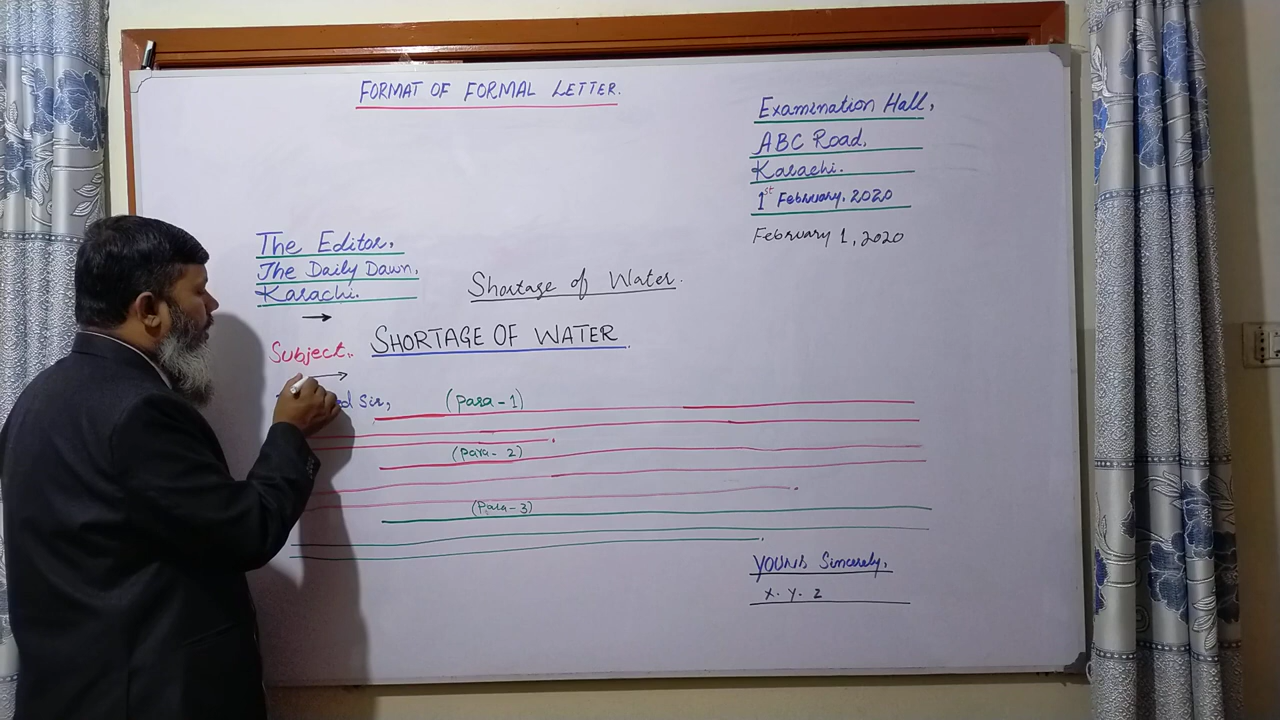 FORMAT OF FORMAL LETTER.
Examination Hall,
ABC Road,
Karachi.
1st February, 2020
February 1, 2020
The Editor,
The Daily Dawn,
Karachi.
Shortage of Water.
Subject..
SHORTAGE OF WATER
Sir,
(Para-1)
(Para-2)
(Para-3)
Sincerely,
X. Y. Z